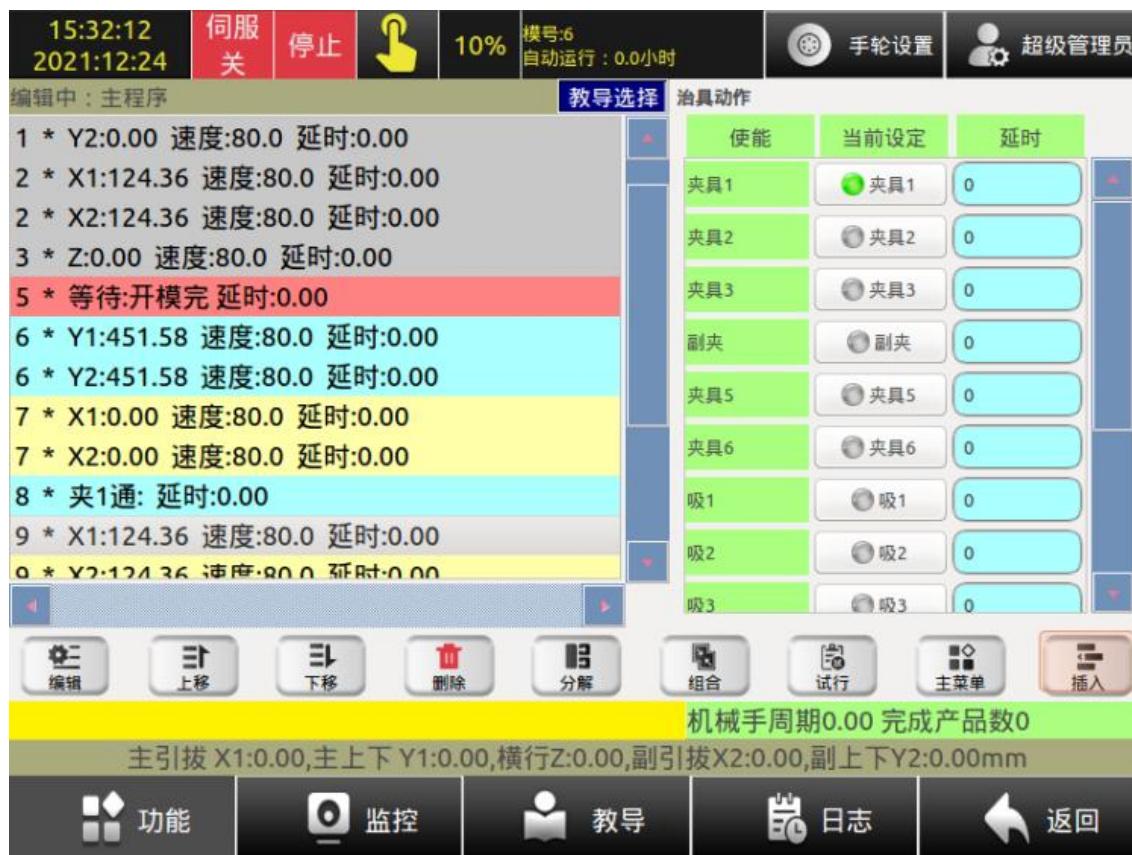 15:32:12
2021:12:24
伺服
关
停止
10%
模号:6
自动运行：0.0小时
手轮设置
超级管理员
编辑中：主程序
教导选择
1 * Y2:0.00 速度:80.0 延时:0.00
2 * X1:124.36 速度:80.0 延时:0.00
2 * X2:124.36 速度:80.0 延时:0.00
3 * Z:0.00 速度:80.0 延时:0.00
5 * 等待:开模完 延时:0.00
6 * Y1:451.58 速度:80.0 延时:0.00
6 * Y2:451.58 速度:80.0 延时:0.00
7 * X1:0.00 速度:80.0 延时:0.00
7 * X2:0.00 速度:80.0 延时:0.00
8 * 夹1通: 延时:0.00
9 * X1:124.36 速度:80.0 延时:0.00
9 * X2:124.36 速度:80.0 延时:0.00
治具动作
使能 当前设定 延时
夹具1 夹具1 0
夹具2 夹具2 0
夹具3 夹具3 0
副夹 副夹 0
夹具5 夹具5 0
夹具6 夹具6 0
吸1 吸1 0
吸2 吸2 0
吸3 吸3 0
编辑 上移 下移 删除 分解 组合 试行 主菜单 插入
机械手周期0.00 完成产品数0
主引拔 X1:0.00,主上下 Y1:0.00,横行Z:0.00,副引拔X2:0.00,副上下Y2:0.00mm
功能 监控 教导 日志 返回